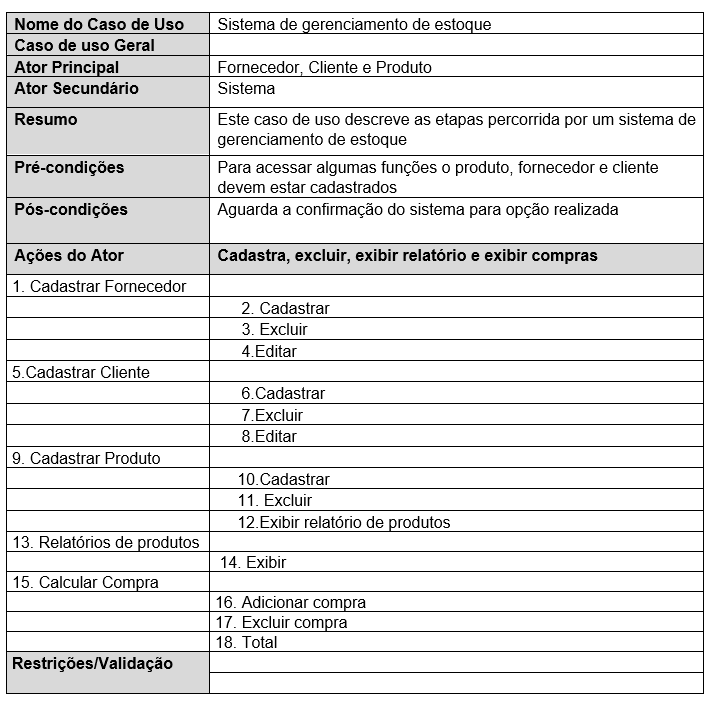 Nome do Caso de Uso Sistema de gerenciamento de estoque
Caso de uso Geral
Ator Principal Fornecedor, Cliente e Produto
Ator Secundário Sistema
Resumo Este caso de uso descreve as etapas percorrida por um sistema de
gerenciamento de estoque
Pré-condições Para acessar algumas funções o produto, fornecedor e cliente
devem estar cadastrados
Pós-condições Aguarda a confirmação do sistema para opção realizada
Ações do Ator Cadastra, excluir, exibir relatório e exibir compras
1. Cadastrar Fornecedor
2. Cadastrar
3. Excluir
4.Editar
5.Cadastrar Cliente
6.Cadastrar
7.Excluir
8.Editar
9. Cadastrar Produto
10.Cadastrar
11. Excluir
12.Exibir relatório de produtos
13. Relatórios de produtos
14. Exibir
15. Calcular Compra
16. Adicionar compra
17. Excluir compra
18. Total
Restrições/Validação